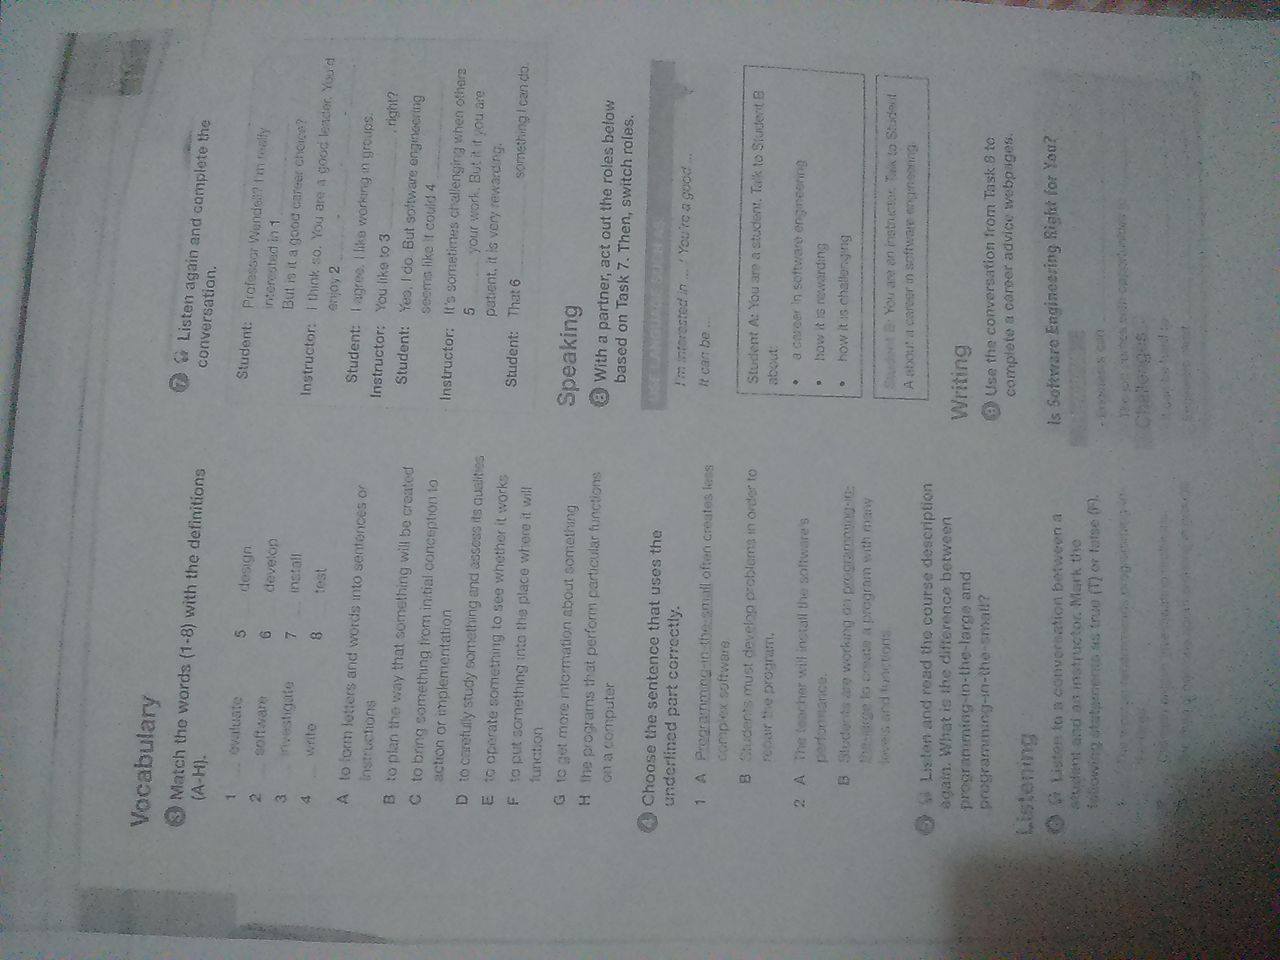 Vocabulary
3 Match the words (1-8) with the definitions
(A-H).
1 __ evaluate 5 __ design
2 __ software 6 __ develop
3 __ investigate 7 __ install
4 __ write 8 __ test
A to form letters and words into sentences or
instructions
B to plan the way that something will be created
C to bring something from initial conception to
action or implementation
D to carefully study something and assess its qualities
E to operate something to see whether it works
F to put something into the place where it will
function
G to get more information about something
H the programs that perform particular functions
on a computer
4 Choose the sentence that uses the
underlined part correctly.
1 A Programming-in-the-small often creates less
complex software.
B Students must develop problems in order to
repair the program.
2 A The teacher will install the software's
performance.
B Students are working on programming-in-
the-large to create a program with many
levels and functions.
5 Listen and read the course description
again. What is the difference between
programming-in-the-large and
programming-in-the-small?
Listening
6 Listen to a conversation between a
student and an instructor. Mark the
following statements as true (T) or false (F).
7 Listen again and complete the
conversation.
Student: Professor Wendell? I'm really
interested in 1
But is it a good career choice?
Instructor: I think so. You are a good leader. You'd
enjoy 2
Student: I agree. I like working in groups.
Instructor: You like to 3 , right?
Student: Yes, I do. But software engineering
seems like it could 4
Instructor: It's sometimes challenging when others
5 your work. But if you are
patient, it is very rewarding.
Student: That 6 something I can do.
Speaking
8 With a partner, act out the roles below
based on Task 7. Then, switch roles.
USE LANGUAGE SUCH AS
I'm interested in ... / You're a good ...
It can be ...
Student A: You are a student. Talk to Student B
about:
• a career in software engineering
• how it is rewarding
• how it is challenging
Student B: You are an instructor. Talk to Student
A about a career in software engineering.
Writing
9 Use the conversation from Task 8 to
complete a career advice webpages.
Is Software Engineering Right for You?
Challenges